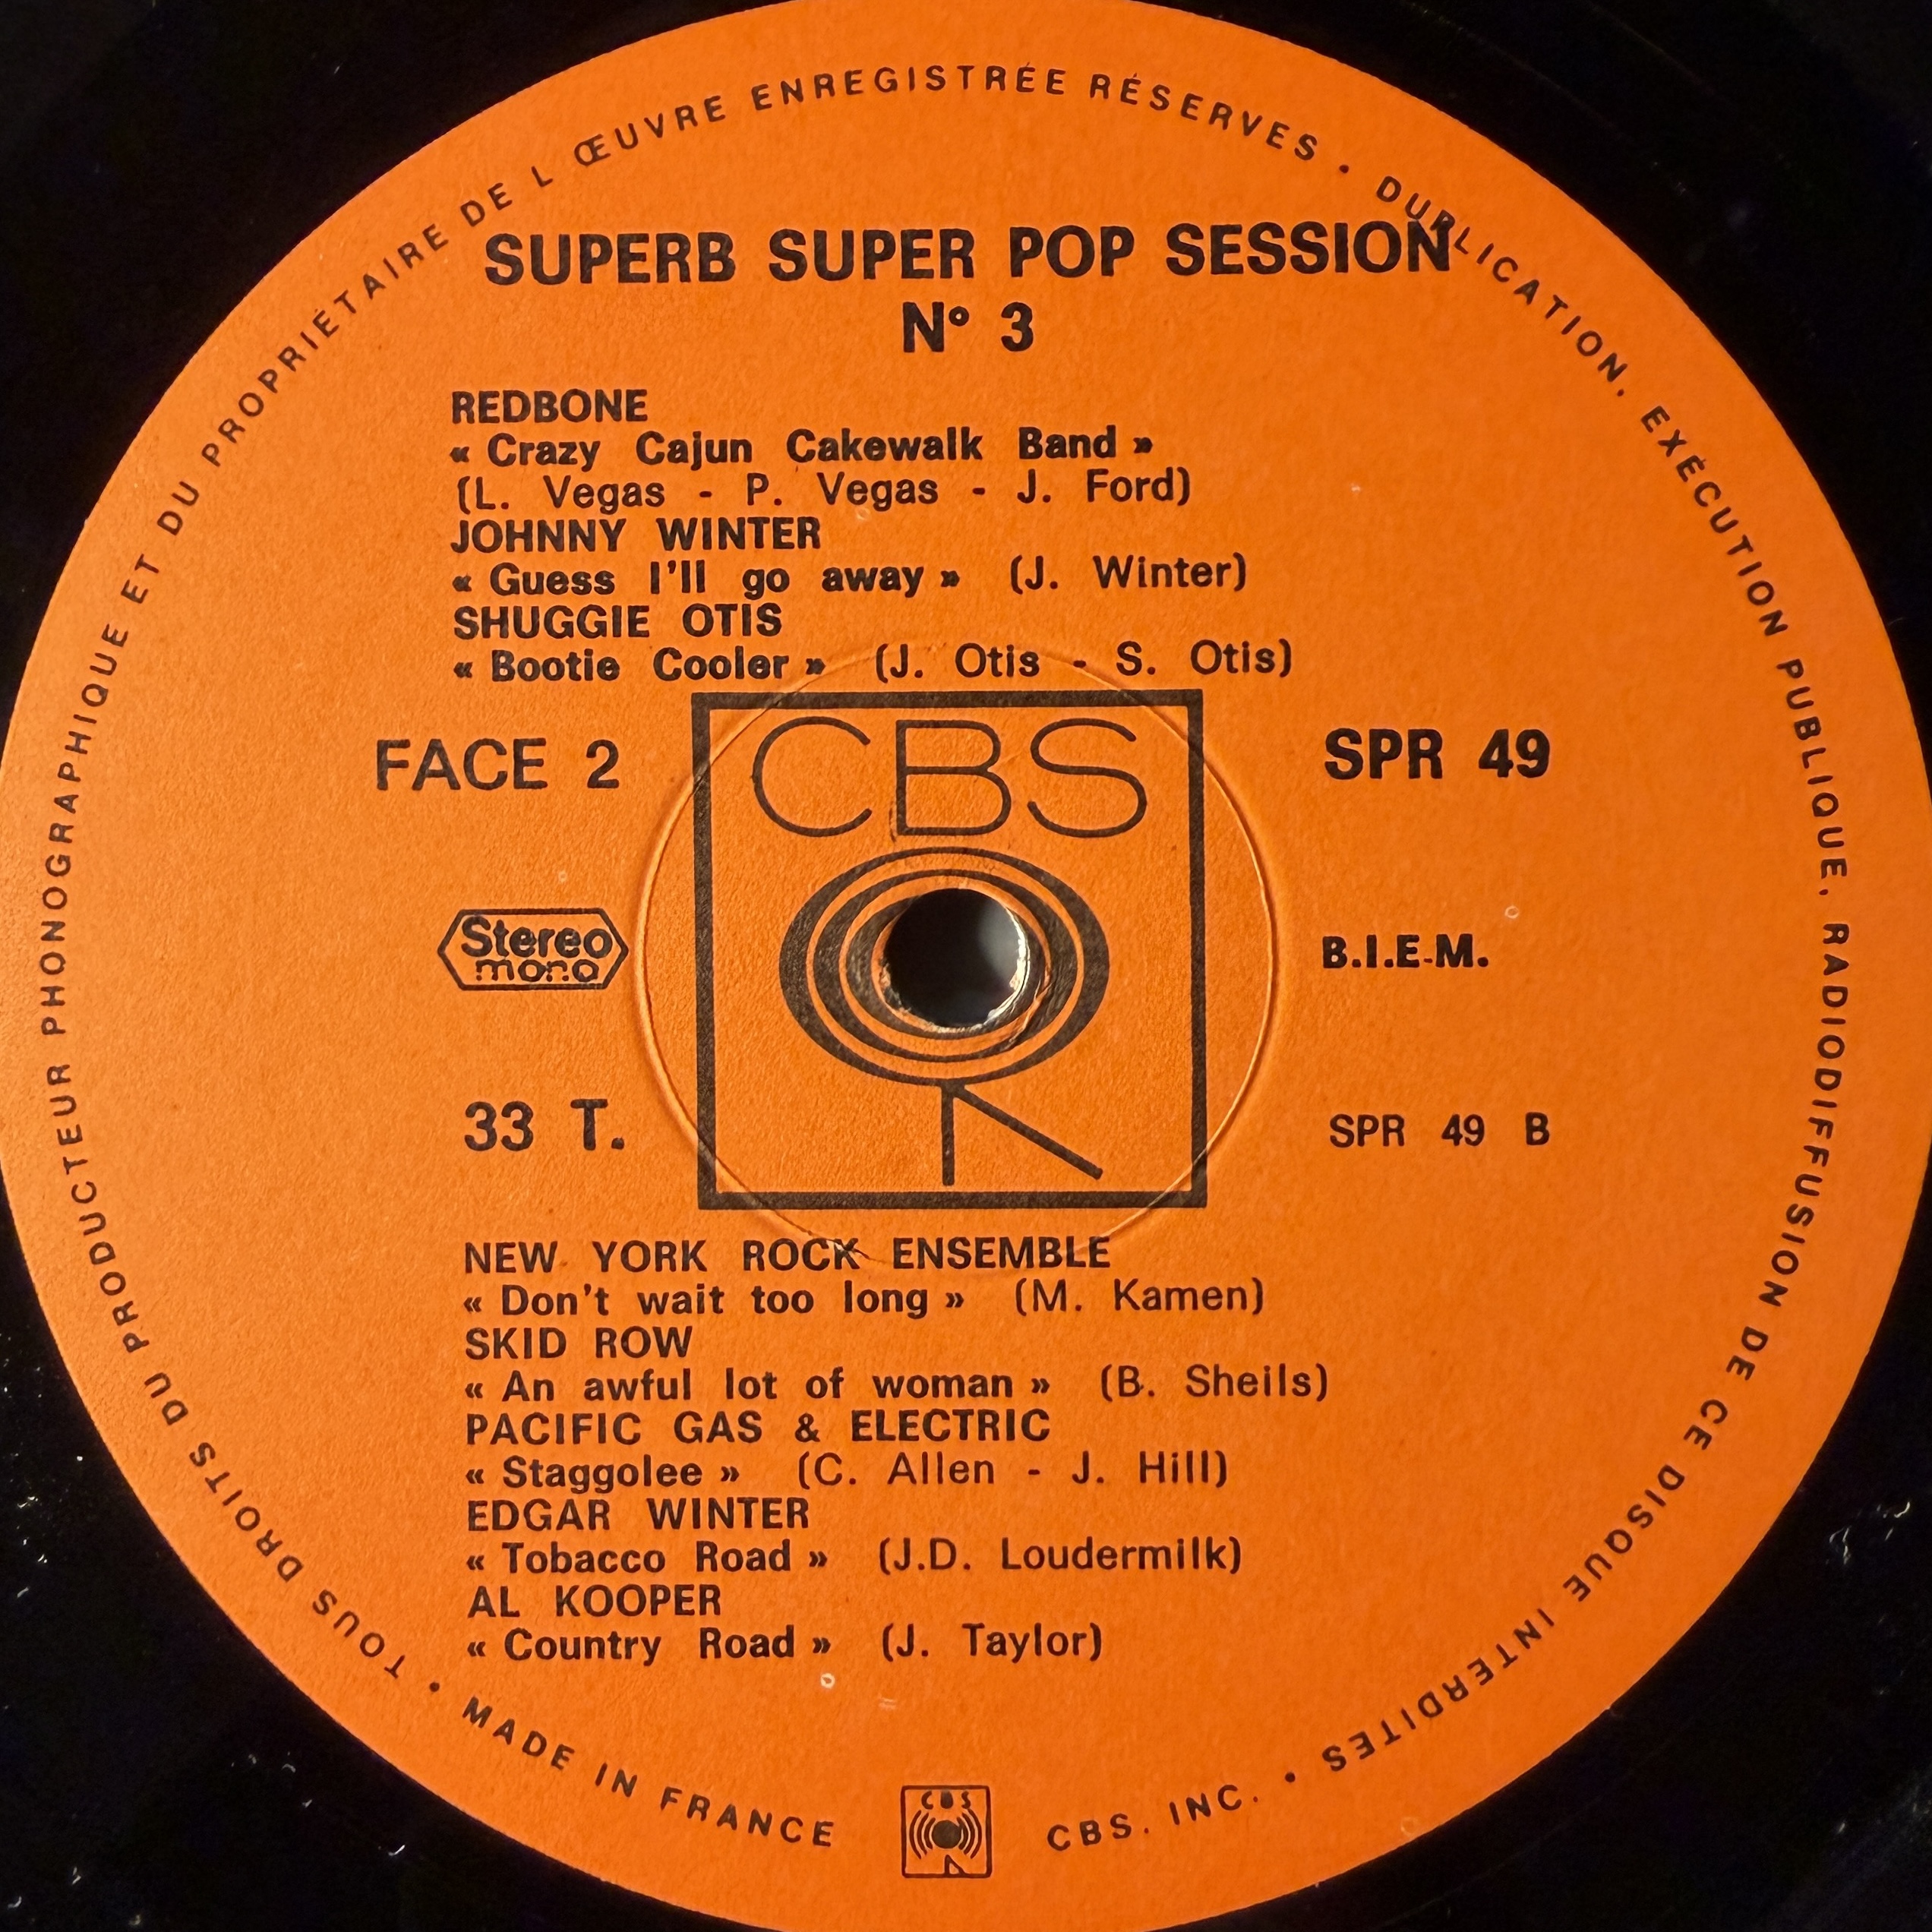 SUPERB SUPER POP SESSION
N° 3
REDBONE
« Crazy Cajun Cakewalk Band »
(L. Vegas - P. Vegas - J. Ford)
JOHNNY WINTER
« Guess I'll go away » (J. Winter)
SHUGGIE OTIS
« Bootie Cooler » (J. Otis - S. Otis)
FACE 2
CBS
SPR 49
Stereo
mono
B.I.E.M.
33 T.
SPR 49 B
NEW YORK ROCK ENSEMBLE
« Don't wait too long » (M. Kamen)
SKID ROW
« An awful lot of woman » (B. Sheils)
PACIFIC GAS & ELECTRIC
« Staggolee » (C. Allen - J. Hill)
EDGAR WINTER
« Tobacco Road » (J.D. Loudermilk)
AL KOOPER
« Country Road » (J. Taylor)
TOUS DROITS DU PRODUCTEUR PHONOGRAPHIQUE ET DU PROPRIÉTAIRE DE L ŒUVRE ENREGISTRÉE RÉSERVES • DUPLICATION, EXÉCUTION PUBLIQUE, RADIODIFFUSION DE CE DISQUE INTERDITES •
CBS. INC.
CBS
• MADE IN FRANCE